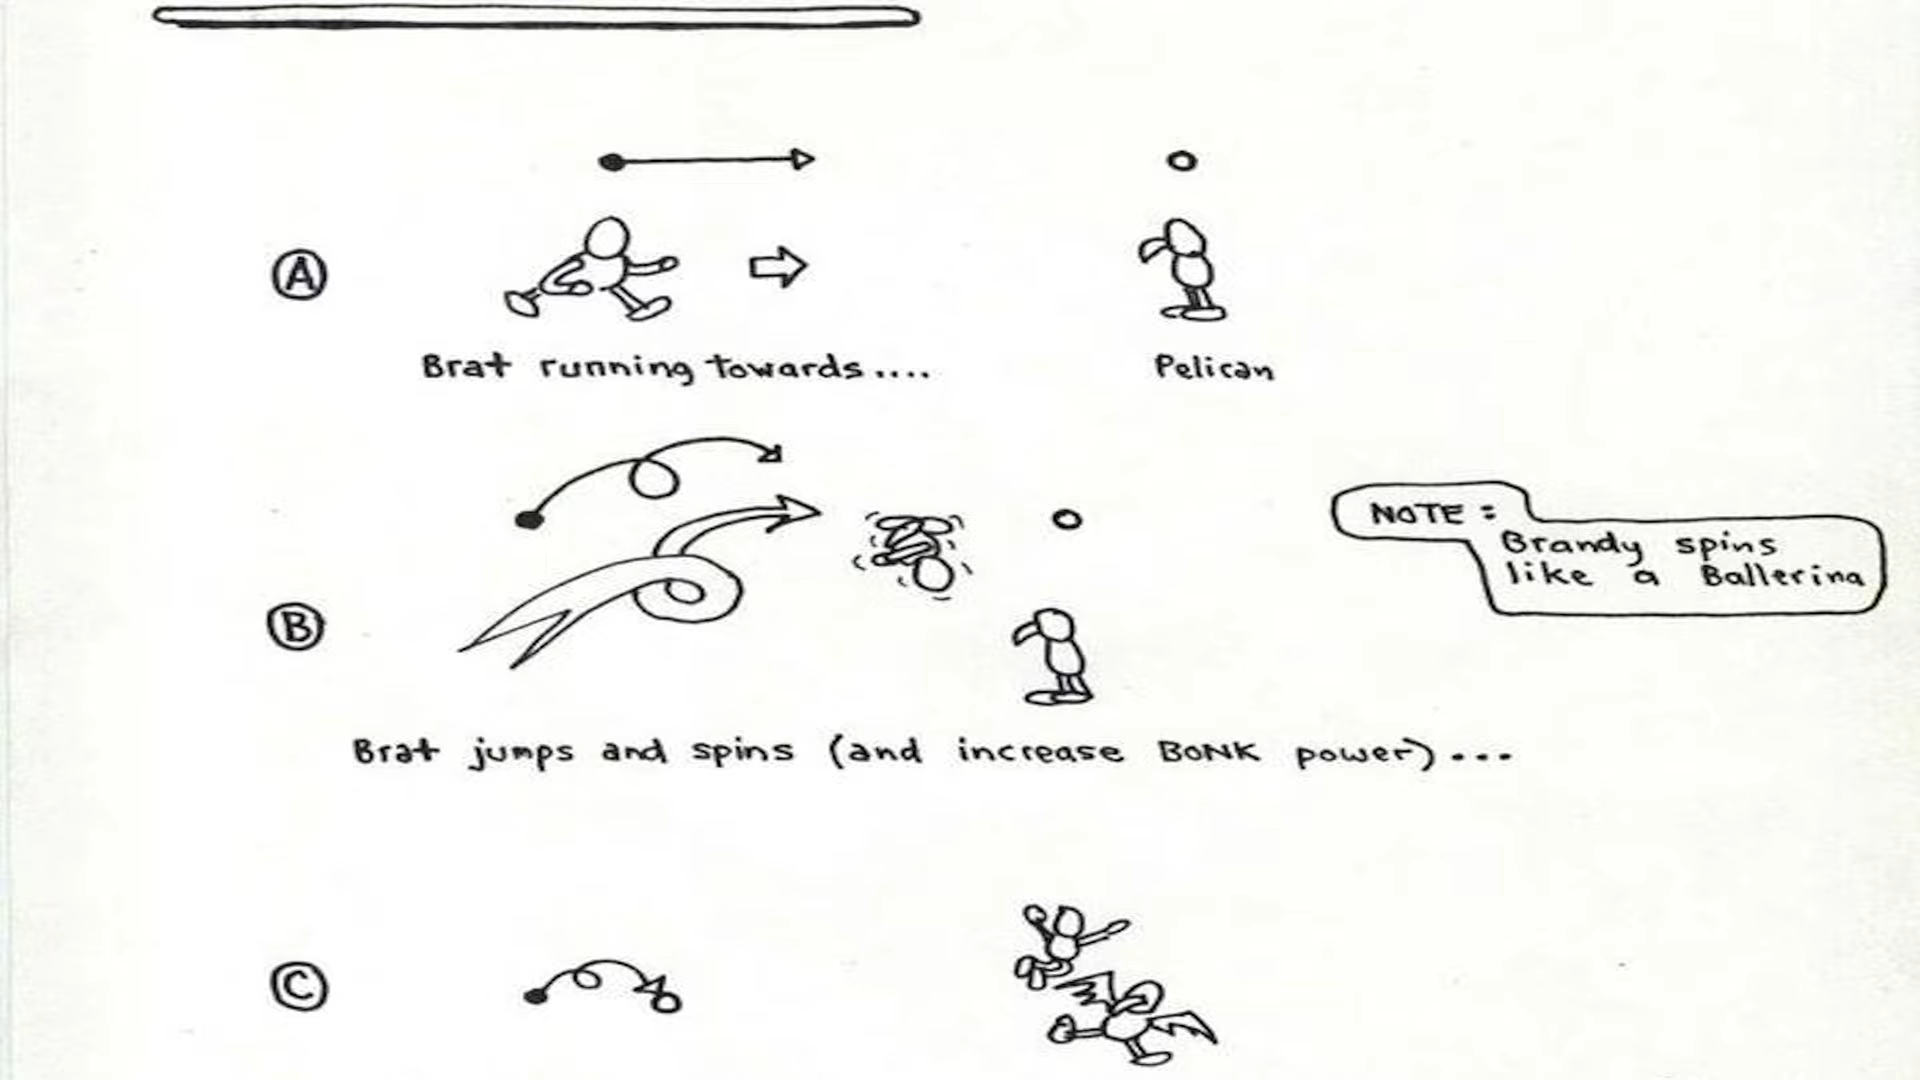 A
Brat running towards....
Pelican
NOTE:
Brandy spins
like a Ballerina
B
Brat jumps and spins (and increase BONK power)...
C